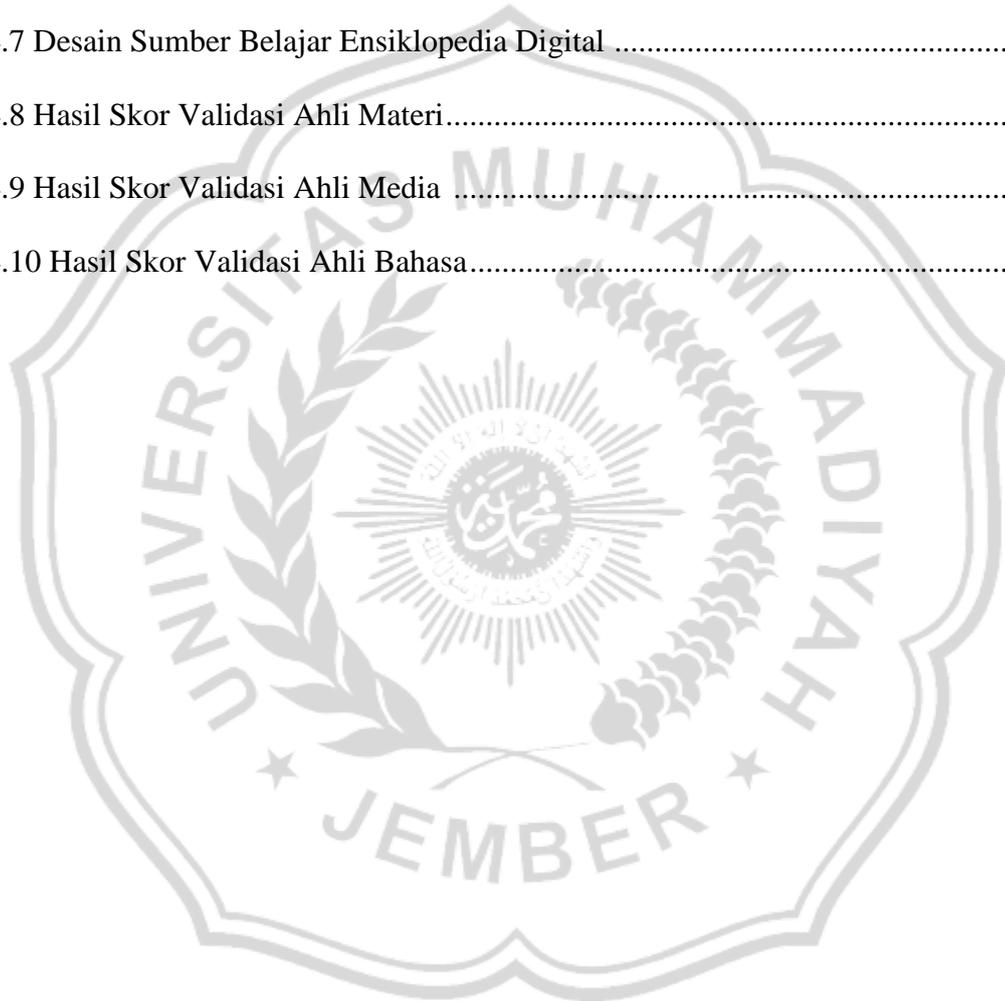 .7 Desain Sumber Belajar Ensiklopedia Digital ................................................
.8 Hasil Skor Validasi Ahli Materi.....................................................................
.9 Hasil Skor Validasi Ahli Media ....................................................................
.10 Hasil Skor Validasi Ahli Bahasa..................................................................
UNIVERSITAS MUHAMMADIYAH
JEMBER